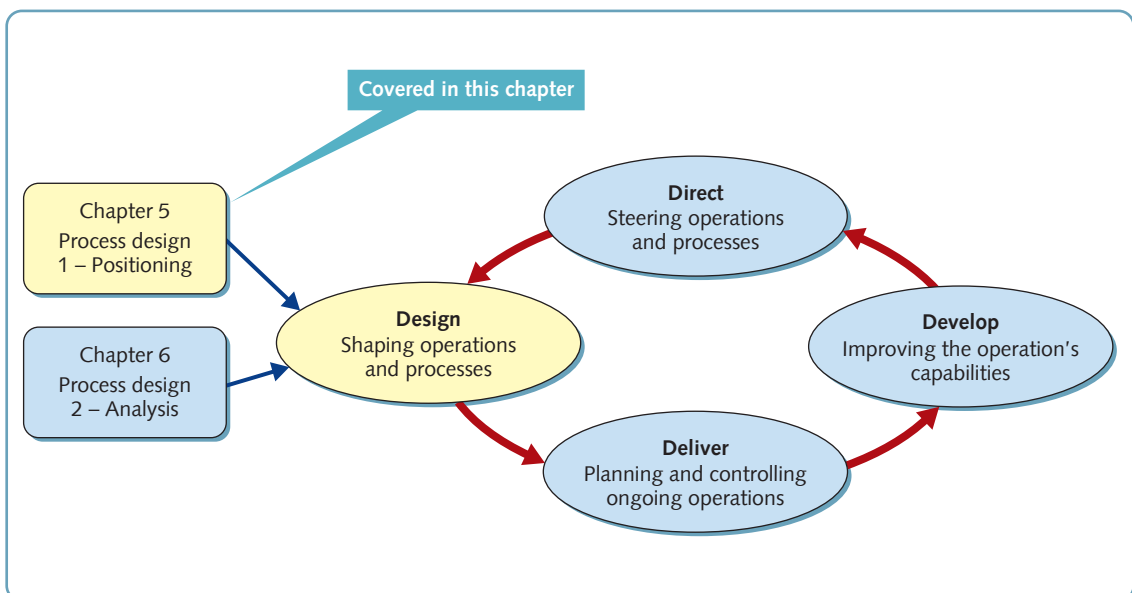 Covered in this chapter
Chapter 5
Process design
1 – Positioning
Chapter 6
Process design
2 – Analysis
Direct
Steering operations
and processes
Design
Shaping operations
and processes
Develop
Improving the operation's
capabilities
Deliver
Planning and controlling
ongoing operations